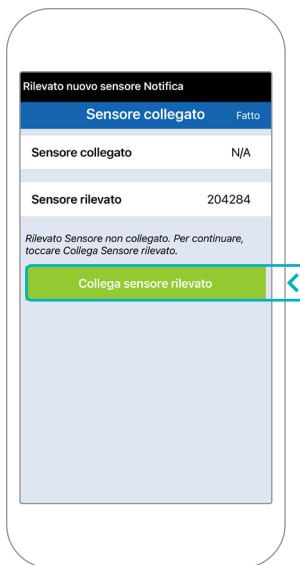 Rilevato nuovo sensore Notifica
Sensore collegato Fatto
Sensore collegato N/A
Sensore rilevato 204284
Rilevato Sensore non collegato. Per continuare,
toccare Collega Sensore rilevato.
Collega sensore rilevato